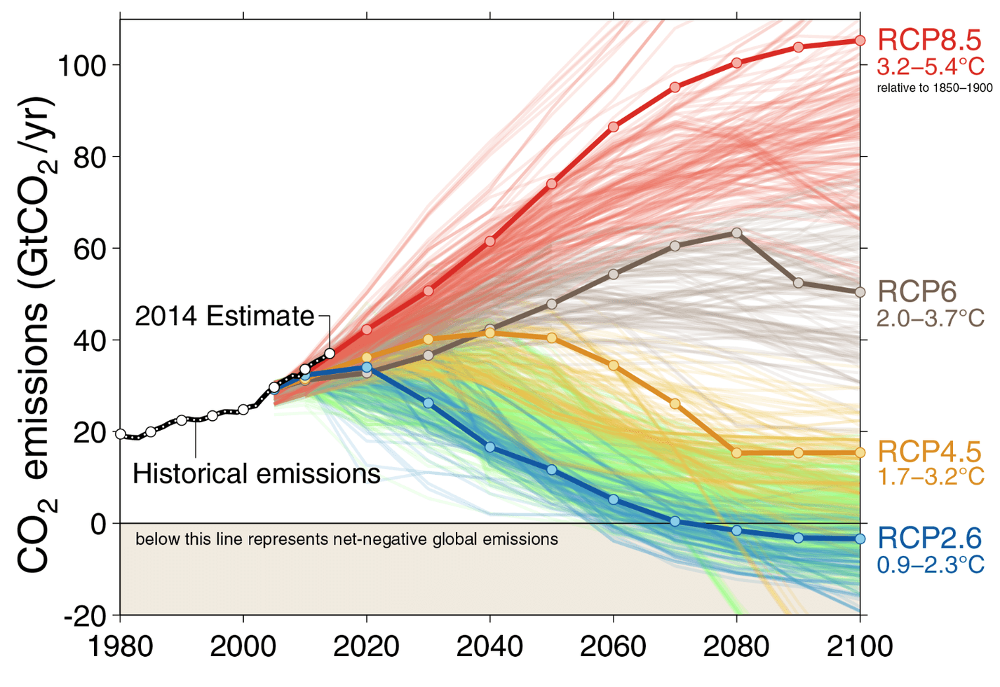 CO2 emissions (GtCO2/yr)
100
80
60
40
20
0
-20
1980
2000
2020
2040
2060
2080
2100
2014 Estimate
Historical emissions
below this line represents net-negative global emissions
RCP8.5
3.2–5.4°C
relative to 1850–1900
RCP6
2.0–3.7°C
RCP4.5
1.7–3.2°C
RCP2.6
0.9–2.3°C